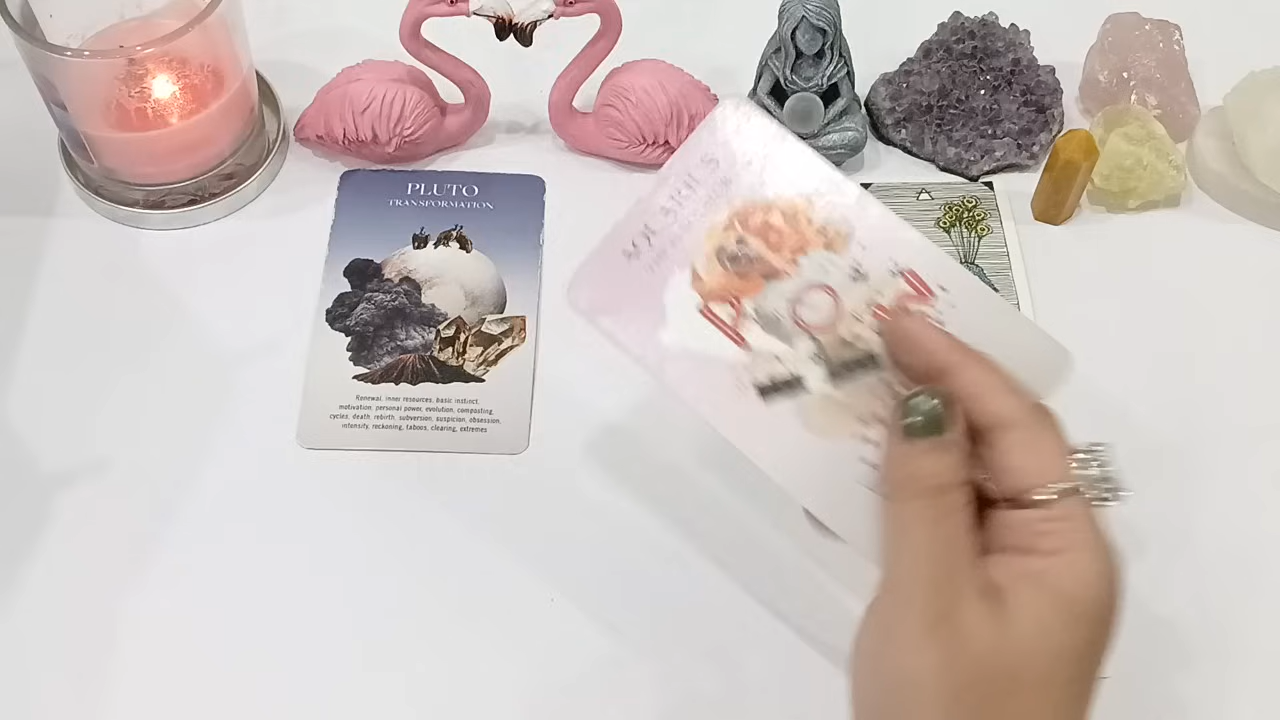 PLUTO
TRANSFORMATION
Renewal, inner resources, basic instinct,
motivation, personal power, evolution, composting,
cycles, death, rebirth, subversion, suspicion, obsession,
intensity, reckoning, taboos, clearing, extremes